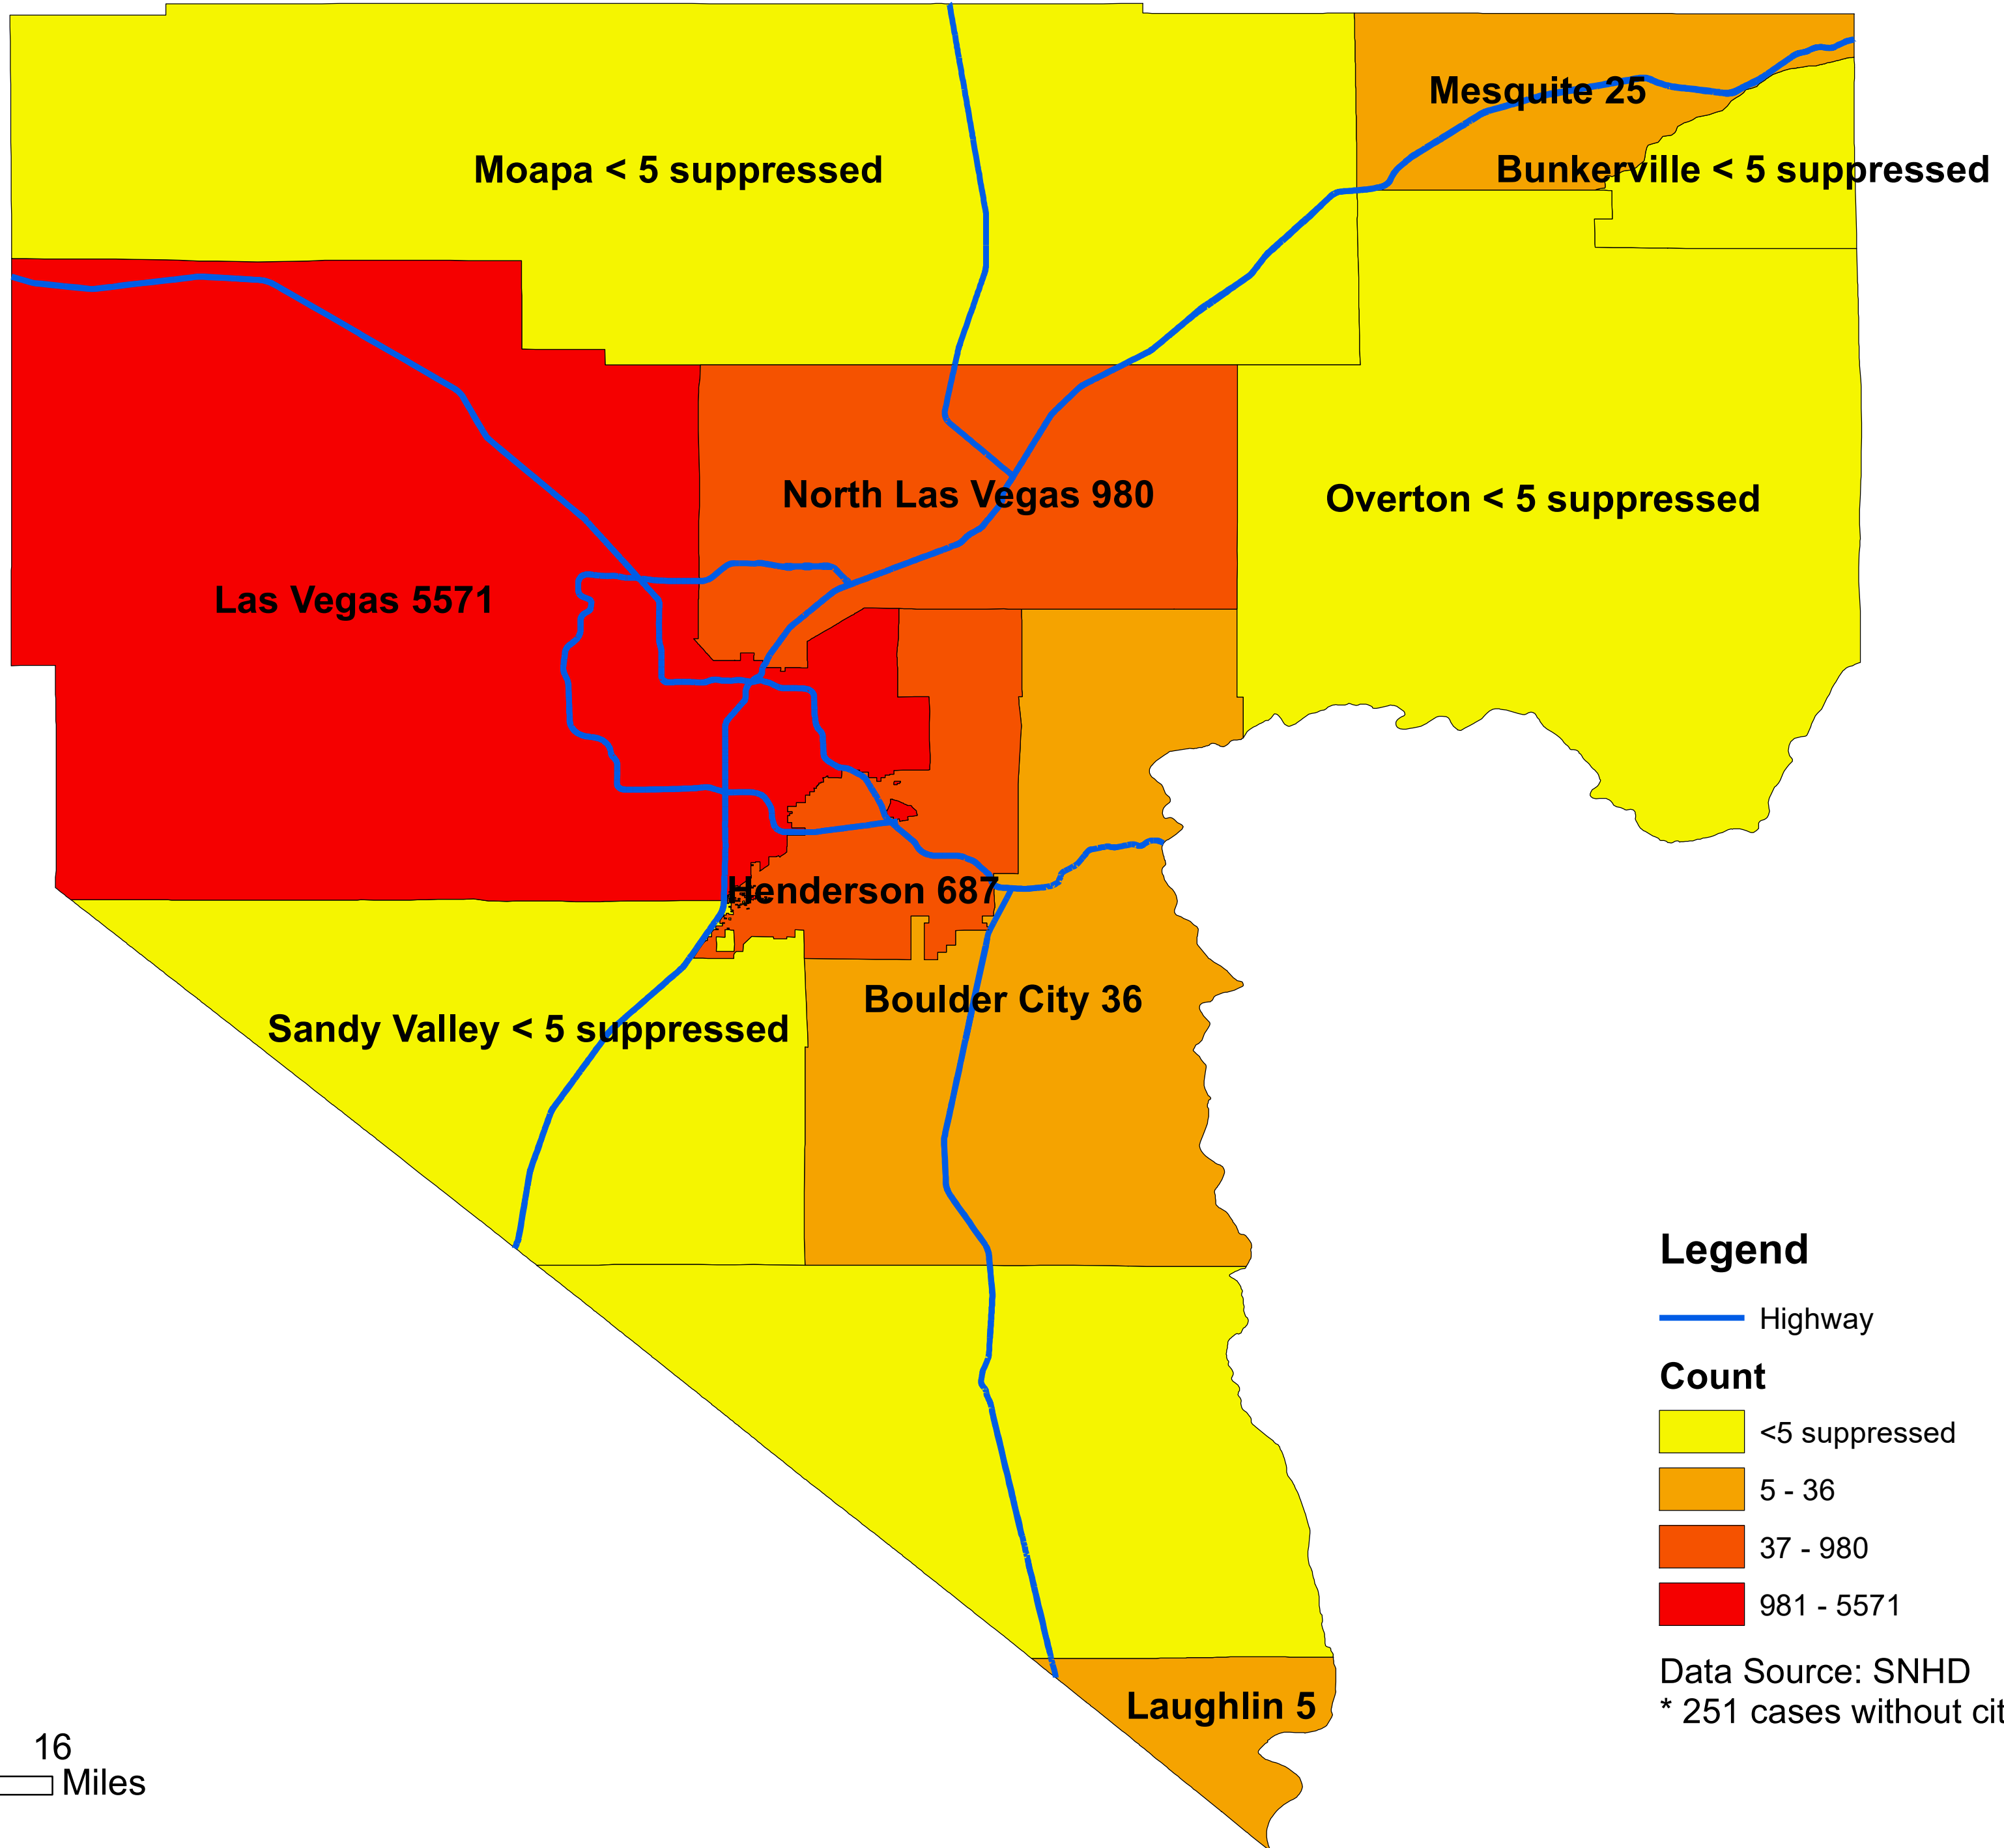 Mesquite 25
Moapa < 5 suppressed
Bunkerville < 5 suppressed
North Las Vegas 980
Overton < 5 suppressed
Las Vegas 5571
Henderson 687
Boulder City 36
Sandy Valley < 5 suppressed
Legend
Highway
Count
<5 suppressed
5 - 36
37 - 980
981 - 5571
Data Source: SNHD
* 251 cases without
Laughlin 5
16
Miles